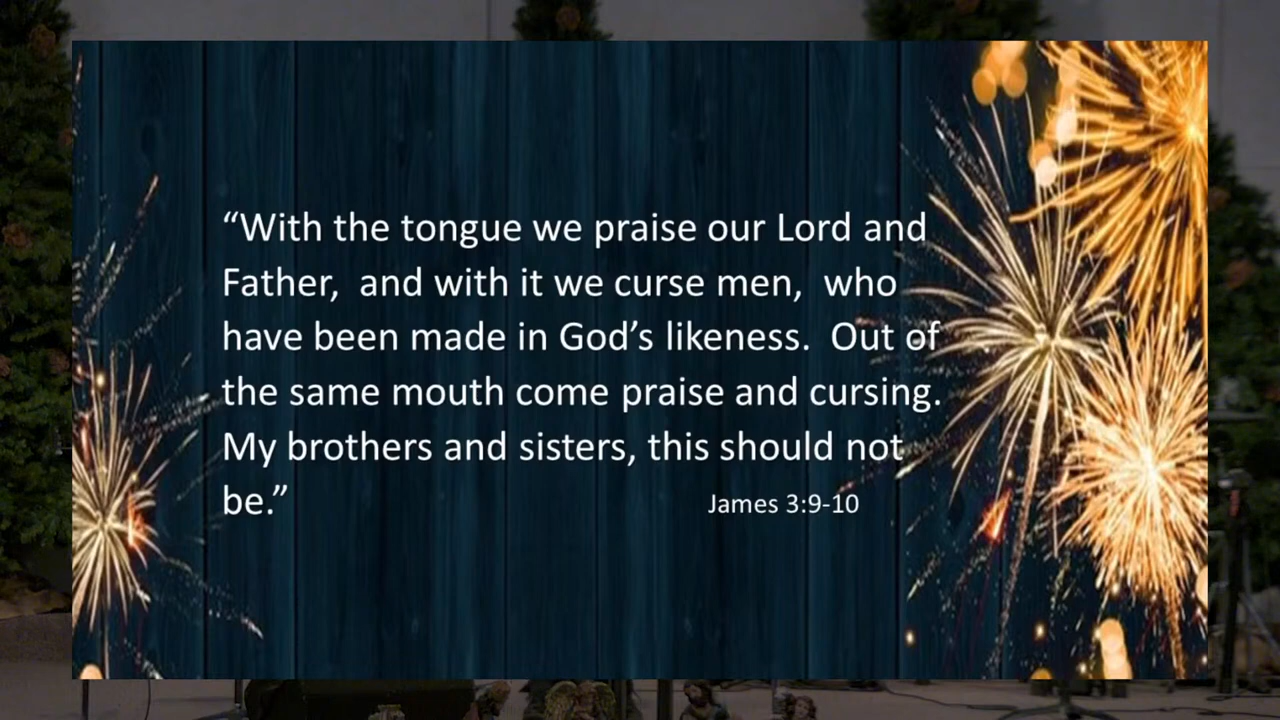 “With the tongue we praise our Lord and
Father,  and with it we curse men,  who
have been made in God’s likeness.  Out of
the same mouth come praise and cursing.
My brothers and sisters, this should not
be.”
James 3:9-10